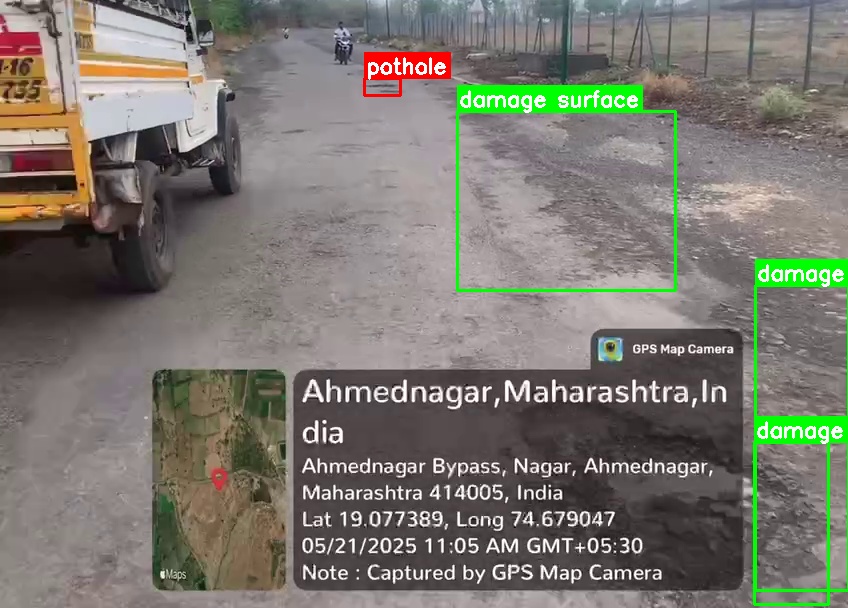 -16
735
pothole
damage surface
damage
damage
GPS Map Camera
Ahmednagar,Maharashtra,In
dia
Ahmednagar Bypass, Nagar, Ahmednagar,
Maharashtra 414005, India
Lat 19.077389, Long 74.679047
05/21/2025 11:05 AM GMT+05:30
Note : Captured by GPS Map Camera
Maps